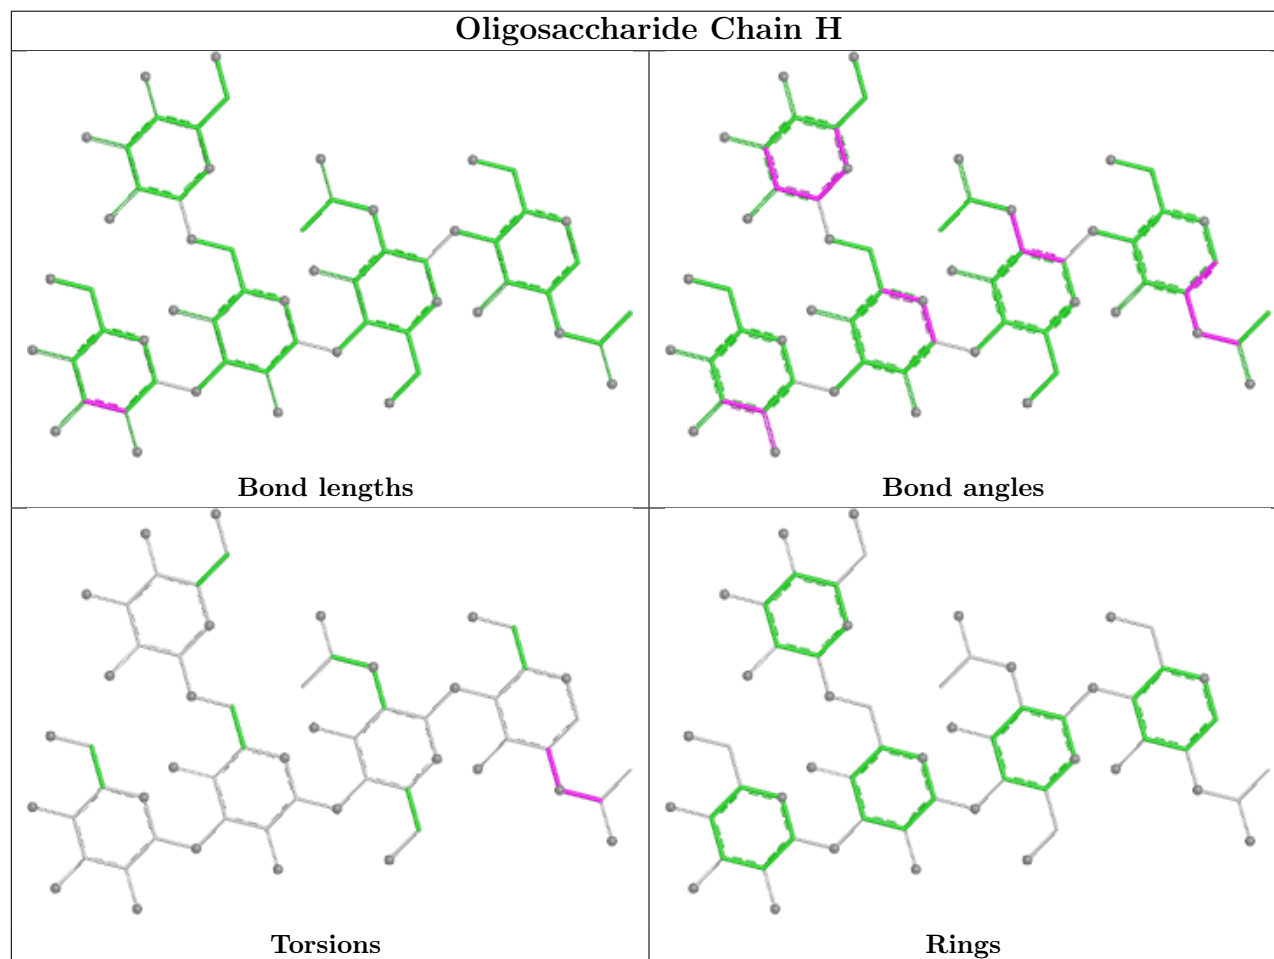 Oligosaccharide Chain H
Bond lengths
Bond angles
Torsions
Rings